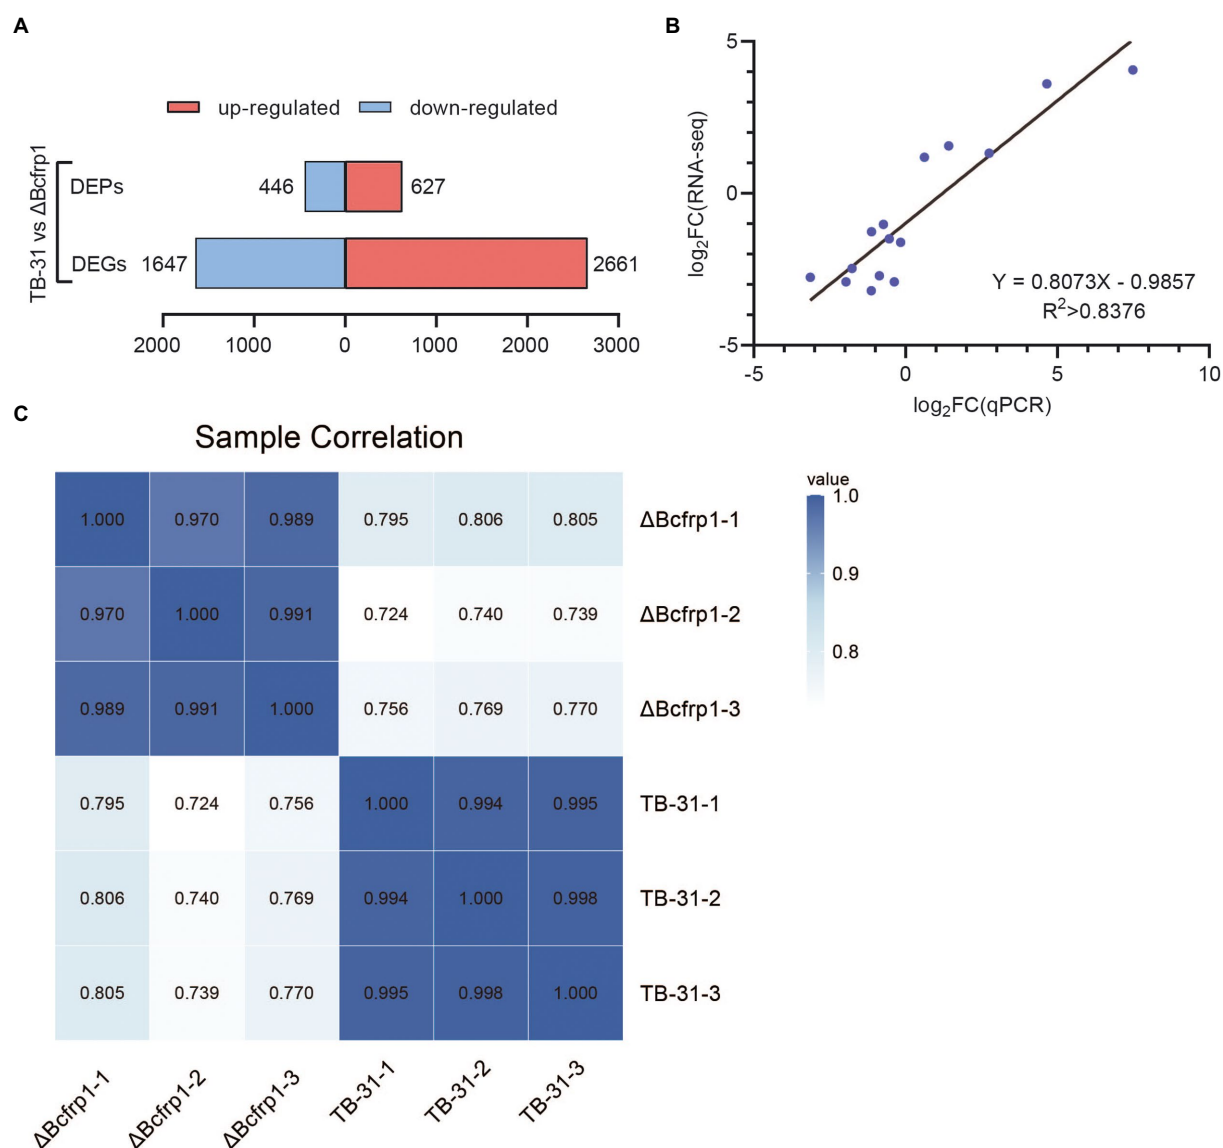 A
up-regulated down-regulated
TB-31 vs ΔBcfrp1
DEPs 446 627
DEGs 1647 2661
2000 1000 0 1000 2000 3000
B
log2FC(RNA-seq)
5
0
-5
Y = 0.8073X - 0.9857
R²>0.8376
-5 0 5 10
log2FC(qPCR)
C
Sample Correlation
1.000 0.970 0.989 0.795 0.806 0.805 ΔBcfrp1-1
0.970 1.000 0.991 0.724 0.740 0.739 ΔBcfrp1-2
0.989 0.991 1.000 0.756 0.769 0.770 ΔBcfrp1-3
0.795 0.724 0.756 1.000 0.994 0.995 TB-31-1
0.806 0.740 0.769 0.994 1.000 0.998 TB-31-2
0.805 0.739 0.770 0.995 0.998 1.000 TB-31-3
ΔBcfrp1-1 ΔBcfrp1-2 ΔBcfrp1-3 TB-31-1 TB-31-2 TB-31-3
value
1.0
0.9
0.8